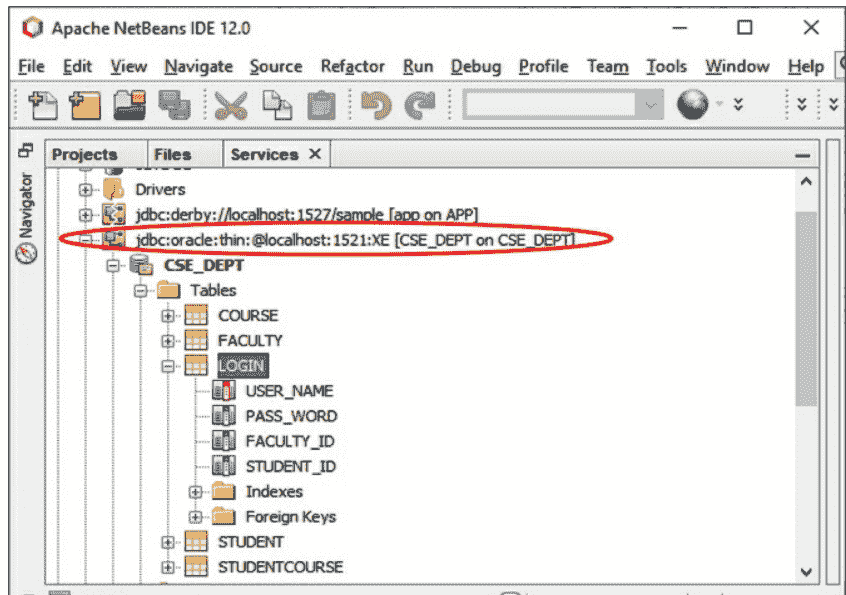 Apache NetBeans IDE 12.0
File Edit View Navigate Source Refactor Run Debug Profile Team Tools Window Help
Projects Files Services
Navigator
Drivers
jdbc:derby://localhost:1527/sample [app on APP]
jdbc:oracle:thin:@localhost:1521:XE [CSE_DEPT on CSE_DEPT]
CSE_DEPT
Tables
COURSE
FACULTY
LOGIN
USER_NAME
PASS_WORD
FACULTY_ID
STUDENT_ID
Indexes
Foreign Keys
STUDENT
STUDENTCOURSE